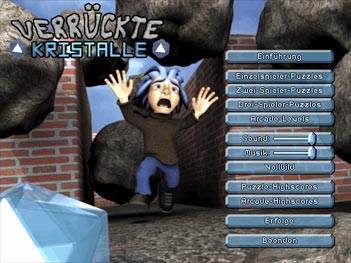 VERRÜCKTE
KRISTALLE
Einführung
Einzelspieler-Puzzles
Zwei-Spieler-Puzzles
Drei-Spieler-Puzzles
Arcade-Levels
Sound:
Musik:
Vollbild
Puzzle-Highscores
Arcade-Highscores
Erfolge
Beenden